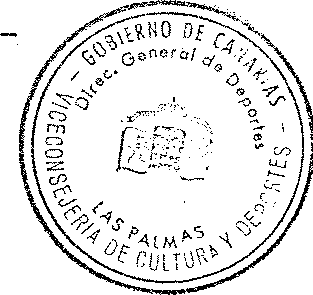 GOBIERNO DE CANARIAS
Direc. General de Deportes
LAS PALMAS
VICECONSEJERIA DE CULTURA Y DEPORTES